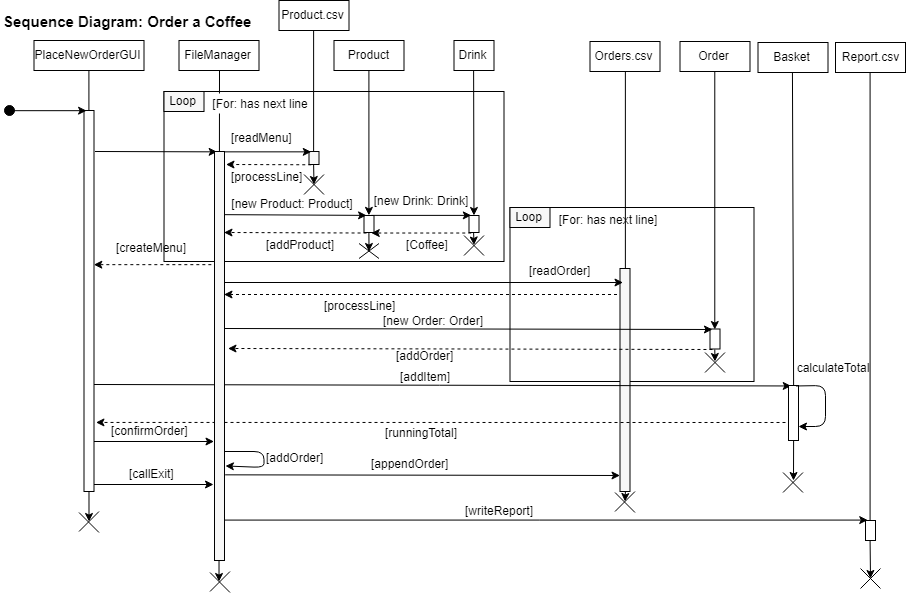 Sequence Diagram: Order a Coffee
Product.csv
PlaceNewOrderGUI
FileManager
Product
Drink
Orders.csv
Order
Basket
Report.csv
Loop
[For: has next line
[readMenu]
[processLine]
[new Product: Product]
[new Drink: Drink]
Loop
[For: has next line]
[addProduct]
[Coffee]
[createMenu]
[readOrder]
[processLine]
[new Order: Order]
[addOrder]
calculateTotal
[addItem]
[confirmOrder]
[runningTotal]
[addOrder]
[appendOrder]
[callExit]
[writeReport]